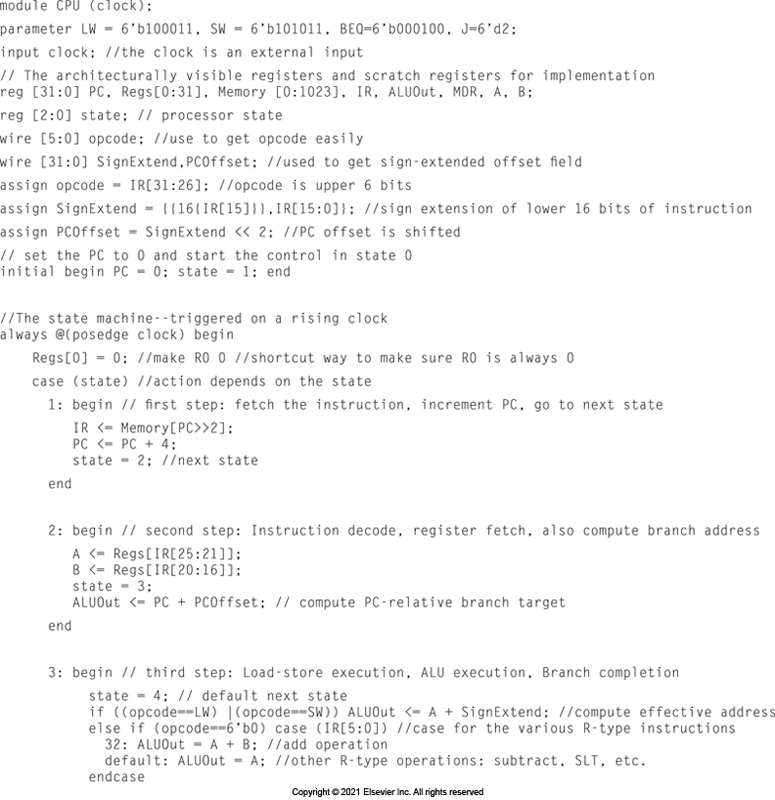 module CPU (clock);
parameter LW = 6'b100011, SW = 6'b101011, BEQ=6'b000100, J=6'd2;
input clock; //the clock is an external input
// The architecturally visible registers and scratch registers for implementation
reg [31:0] PC, Regs[0:31], Memory [0:1023], IR, ALUOut, MDR, A, B;
reg [2:0] state; // processor state
wire [5:0] opcode; //use to get opcode easily
wire [31:0] SignExtend,PCOffset; //used to get sign-extended offset field
assign opcode = IR[31:26]; //opcode is upper 6 bits
assign SignExtend = {{16{IR[15]}},IR[15:0]}; //sign extension of lower 16 bits of instruction
assign PCOffset = SignExtend << 2; //PC offset is shifted
// set the PC to 0 and start the control in state 0
initial begin PC = 0; state = 1; end
//The state machine--triggered on a rising clock
always @(posedge clock) begin
Regs[0] = 0; //make R0 0 //shortcut way to make sure R0 is always 0
case (state) //action depends on the state
1: begin // first step: fetch the instruction, increment PC, go to next state
IR <= Memory[PC>>2];
PC <= PC + 4;
state = 2; //next state
end
2: begin // second step: Instruction decode, register fetch, also compute branch address
A <= Regs[IR[25:21]];
B <= Regs[IR[20:16]];
state = 3;
ALUOut <= PC + PCOffset; // compute PC-relative branch target
end
3: begin // third step: Load-store execution, ALU execution, Branch completion
state = 4; // default next state
if ((opcode==LW) |(opcode==SW)) ALUOut <= A + SignExtend; //compute effective address
else if (opcode==6'b0) case (IR[5:0]) //case for the various R-type instructions
32: ALUOut = A + B; //add operation
default: ALUOut = A; //other R-type operations: subtract, SLT, etc.
endcase
Copyright © 2021 Elsevier Inc. All rights reserved